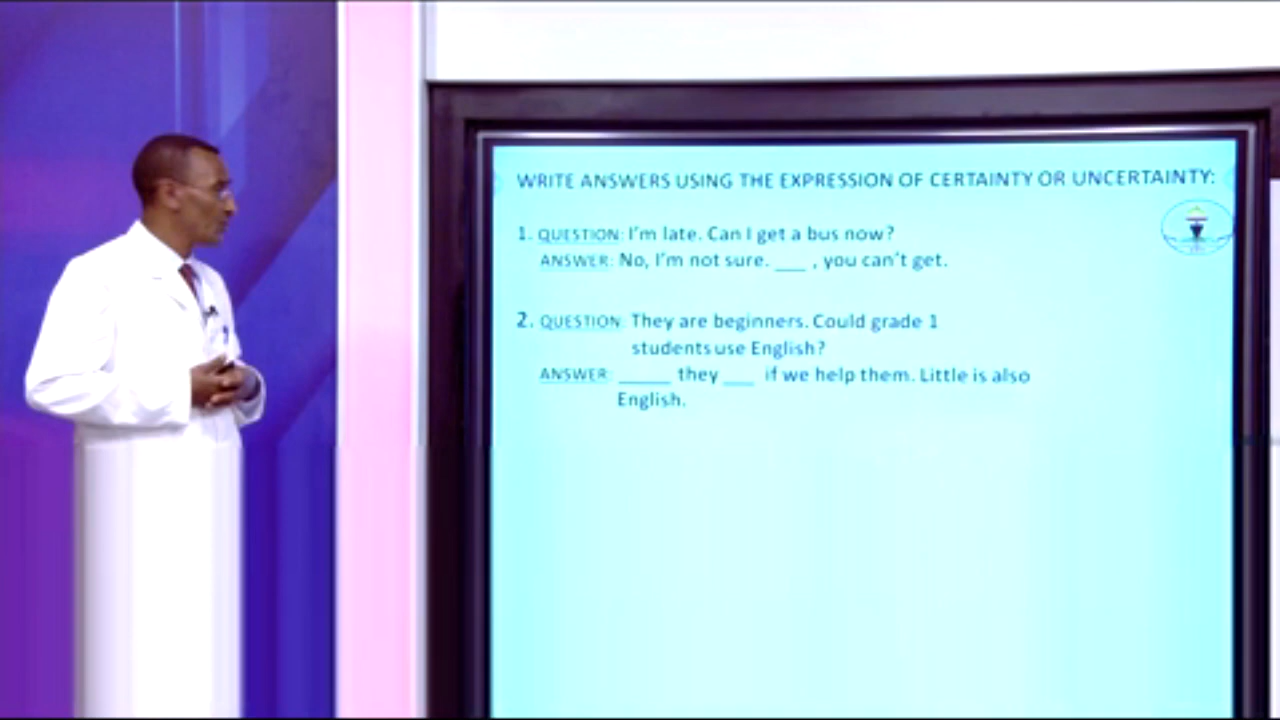 WRITE ANSWERS USING THE EXPRESSION OF CERTAINTY OR UNCERTAINTY:
1. QUESTION: I'm late. Can I get a bus now?
ANSWER: No, I'm not sure. ___ , you can't get.
2. QUESTION: They are beginners. Could grade 1
students use English?
ANSWER: _____ they ___ if we help them. Little is also
English.